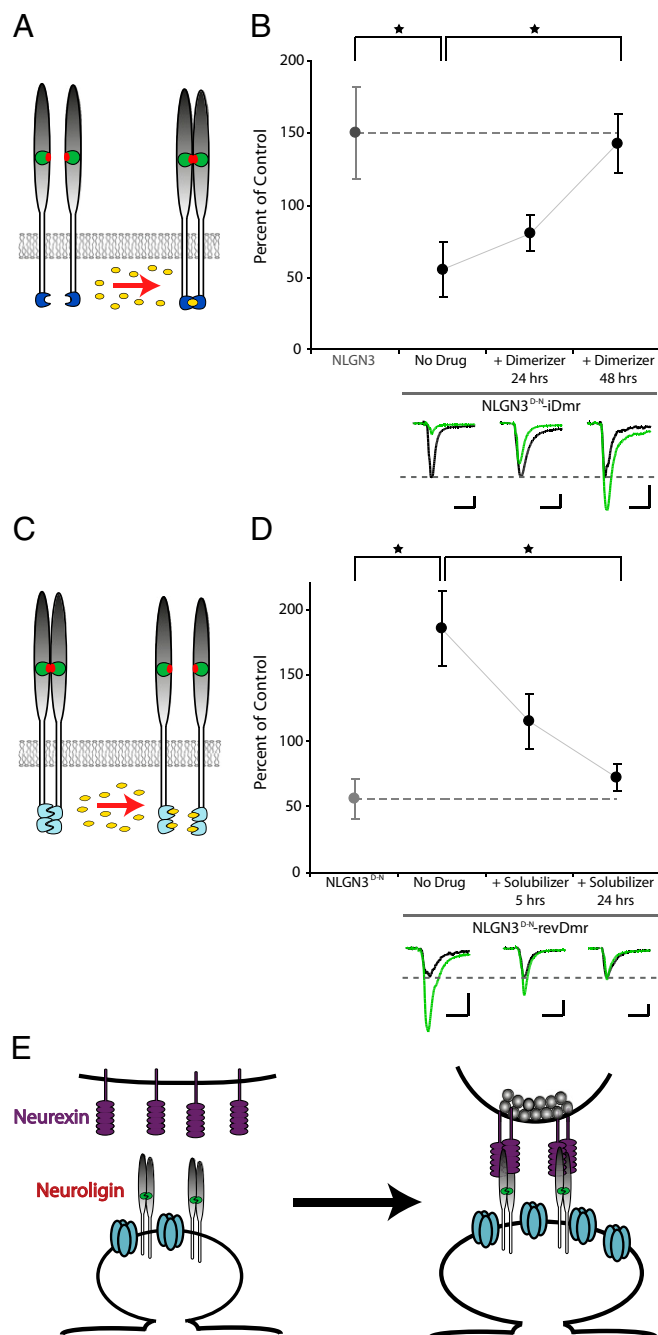 A
B
★
★
200
150
100
50
0
Percent of Control
NLGN3
No Drug
+ Dimerizer
24 hrs
+ Dimerizer
48 hrs
NLGN3D-N-iDmr
C
D
★
★
200
150
100
50
0
Percent of Control
NLGN3D-N
No Drug
+ Solubilizer
5 hrs
+ Solubilizer
24 hrs
NLGN3D-N-revDmr
E
Neurexin
Neuroligin